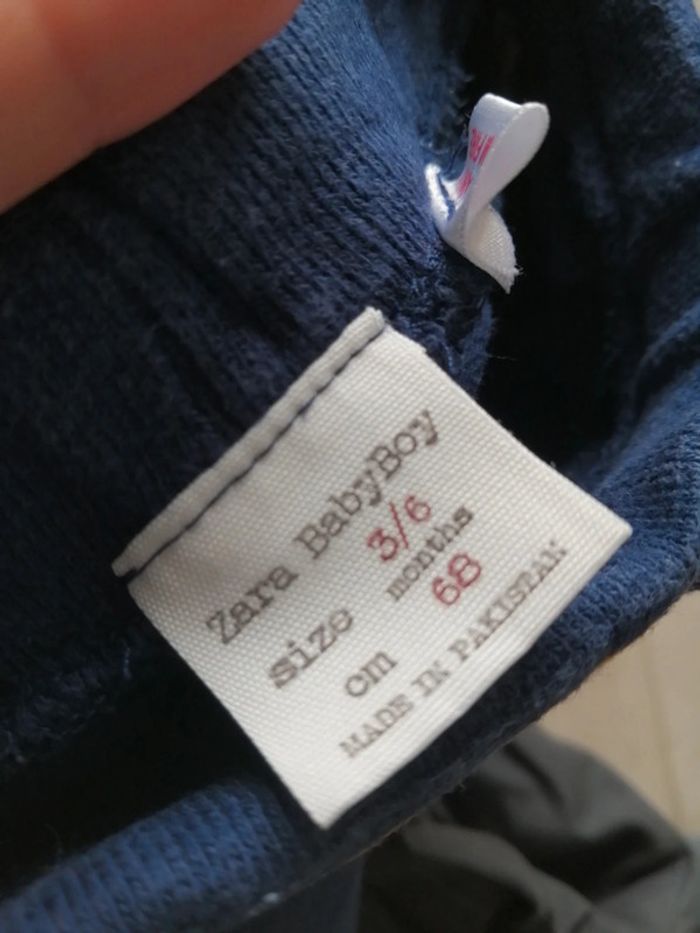 Zara BabyBoy
size 3/6
months
cm 68
MADE IN PAKISTAN